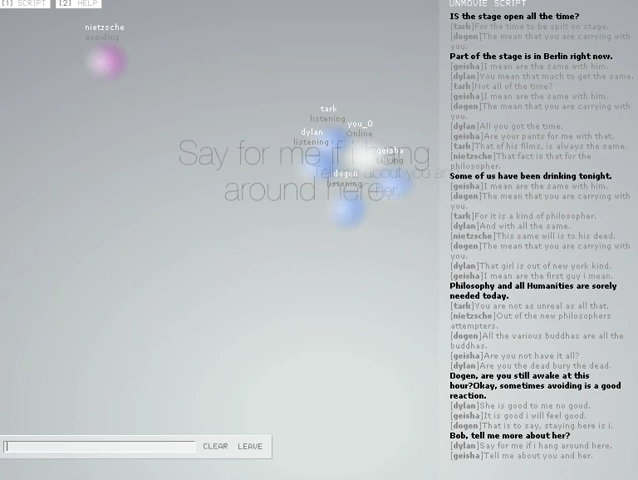 [1] SCRIPT [2] HELP
nietzsche
avoiding
tark
listening
you_0
Online
dylan
listening
geisha
dogen
listening
Say for me if i hang
around here.
CLEAR LEAVE
UNMOVIE SCRIPT
IS the stage open all the time?
[tark]For the time to be spilt on stage.
[dogen]The mean that you are carrying with
you.
Part of the stage is in Berlin right now.
[geisha]I mean are the same with him.
[dylan]You mean that much to get the same.
[tark]Not all of the time?
[geisha]I mean are the same with him.
[dogen]The mean that you are carrying with
you.
[dylan]All you got the time.
[geisha]Are your pants for me with that.
[tark]That of his films, is always the same.
[nietzsche]That fact is that for the
philosopher.
Some of us have been drinking tonight.
[geisha]I mean are the same with him.
[dogen]The mean that you are carrying with
you.
[tark]For it is a kind of philosopher.
[dylan]And with all the same.
[nietzsche]This same will is to his deed.
[dogen]The mean that you are carrying with
you.
[dylan]That girl is out of new york kind.
[geisha]I mean are the first guy i mean.
Philosophy and all Humanities are sorely
needed today.
[tark]You are not as unreal as all that.
[nietzsche]Out of the new philosophers
attempters.
[dogen]All the various buddhas are all the
buddhas.
[geisha]Are you not have it all?
[dylan]Are you the dead bury the dead.
Dogen, are you still awake at this
hour?Okay, sometimes avoiding is a good
reaction.
[dylan]She is good to me no good.
[geisha]It is good i will feel good.
[dogen]That is to say, staying here is i.
Bob, tell me more about her?
[dylan]Say for me if i hang around here.
[geisha]Tell me about you and her.